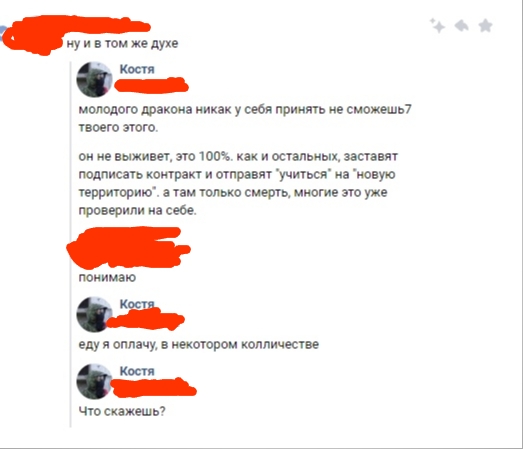 ну и в том же духе
Костя
молодого дракона никак у себя принять не сможешь7
твоего этого.
он не выживет, это 100%. как и остальных, заставят
подписать контракт и отправят "учиться" на "новую
территорию". а там только смерть, многие это уже
проверили на себе.
понимаю
Костя
еду я оплачу, в некотором колличестве
Костя
Что скажешь?